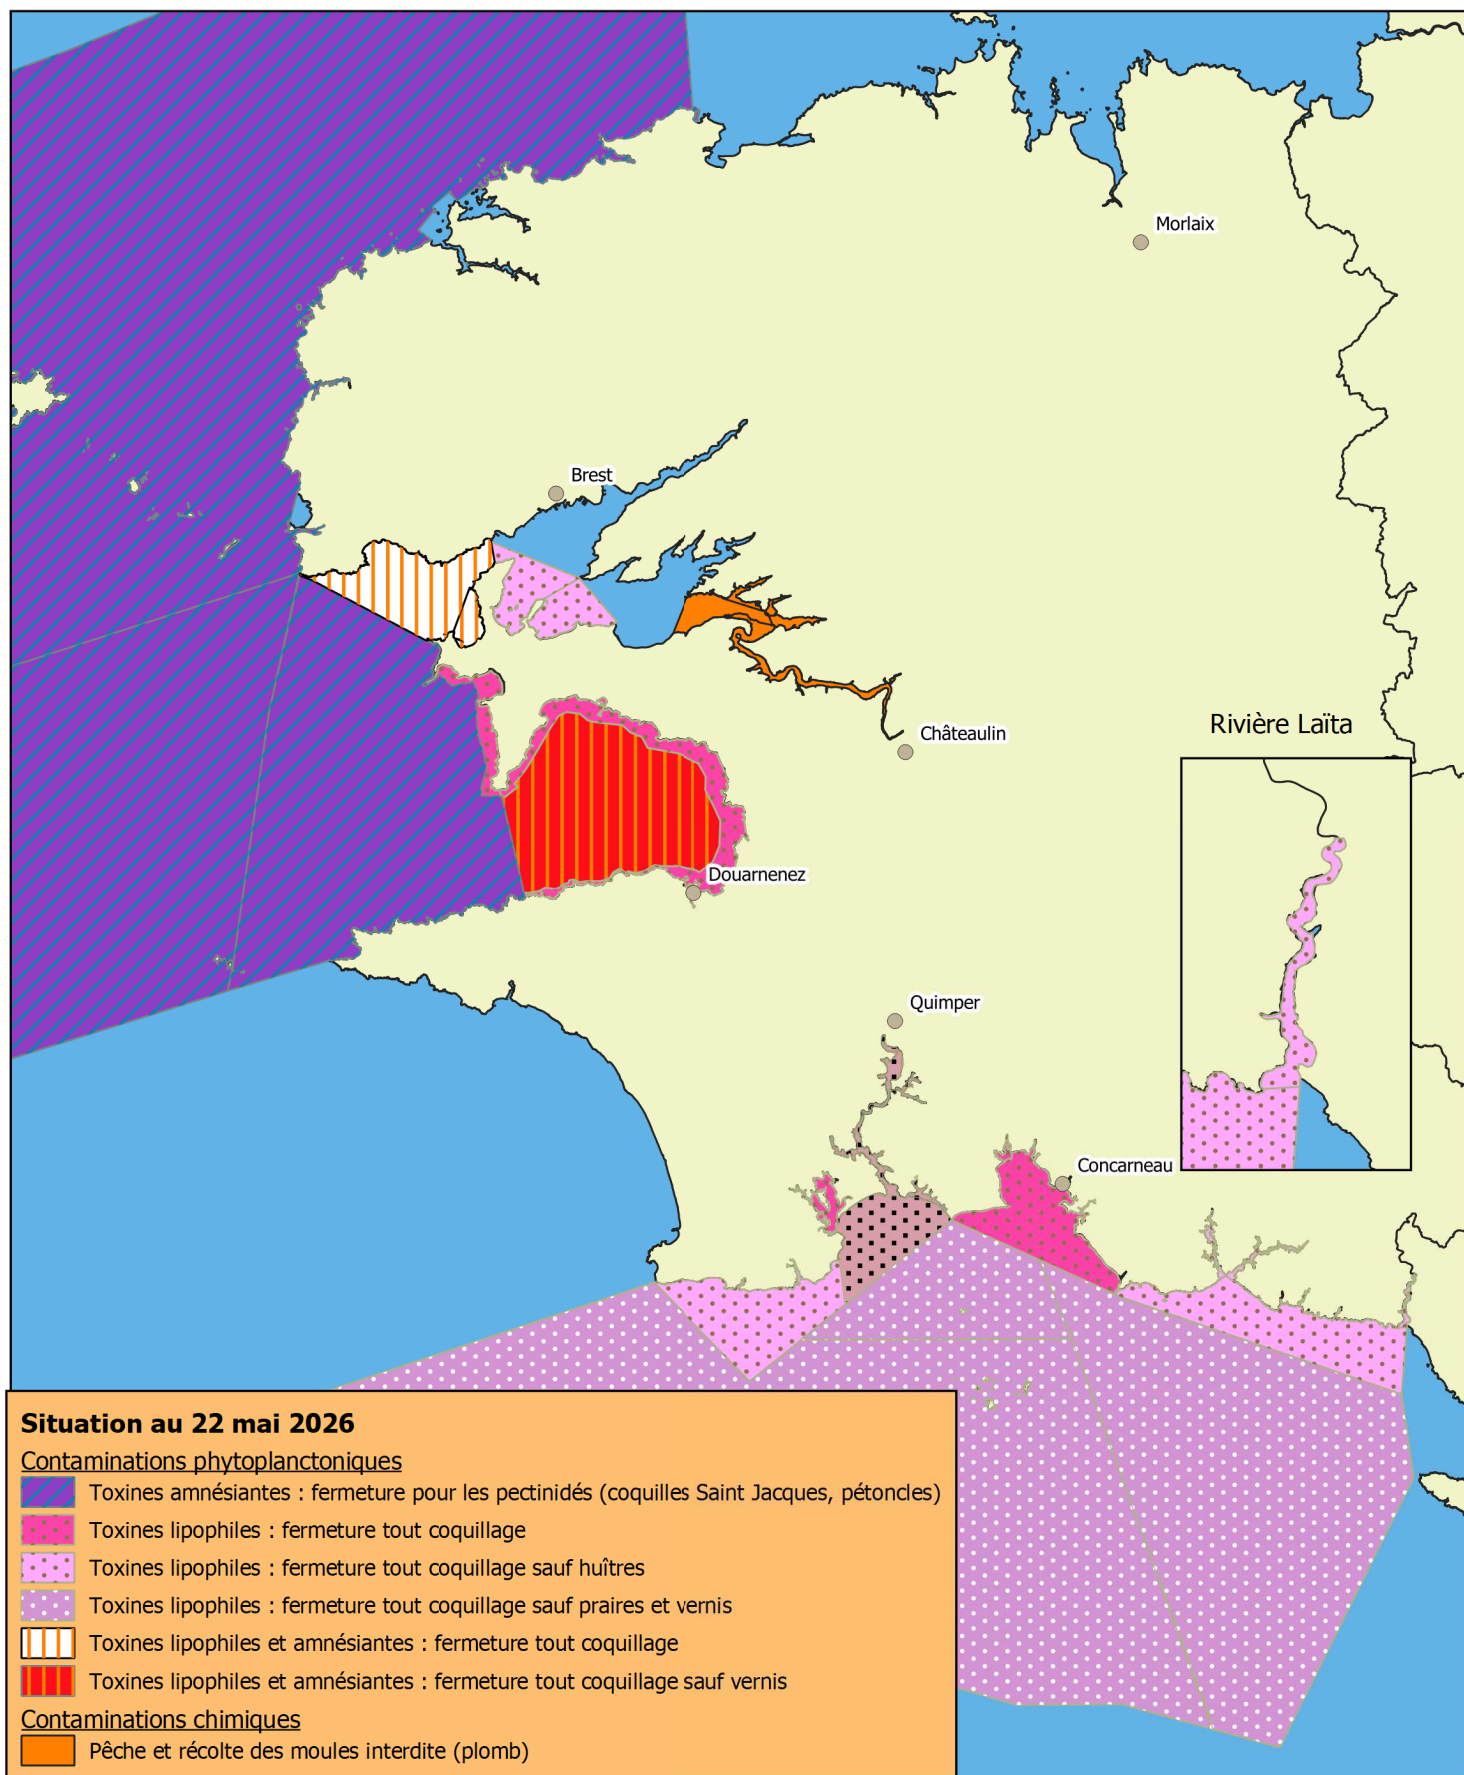 Morlaix
Brest
Rivière Laïta
Châteaulin
Douarnenez
Quimper
Concarneau
Situation au 22 mai 2026
Contaminations phytoplanctoniques
Toxines amnésiantes : fermeture pour les pectinidés (coquilles Saint Jacques, pétoncles)
Toxines lipophiles : fermeture tout coquillage
Toxines lipophiles : fermeture tout coquillage sauf huîtres
Toxines lipophiles : fermeture tout coquillage sauf praires et vernis
Toxines lipophiles et amnésiantes : fermeture tout coquillage
Toxines lipophiles et amnésiantes : fermeture tout coquillage sauf vernis
Contaminations chimiques
Pêche et récolte des moules interdite (plomb)